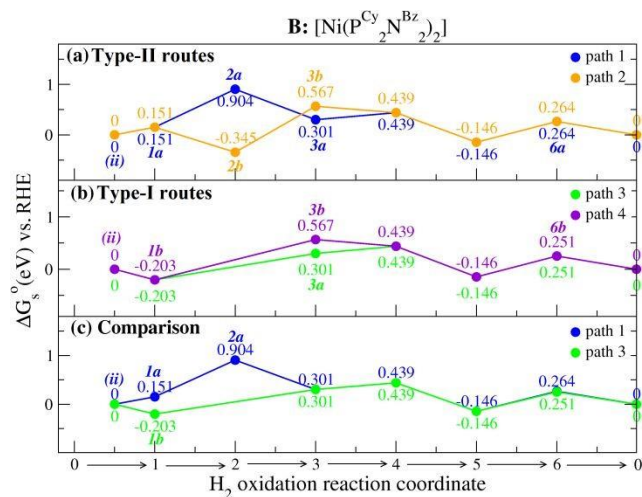 B: [Ni(P^Cy_2N^Bz_2)_2]
(a) Type-II routes
path 1
path 2
2a
3b
0.904
0.567
0.439
0.151
0.264
0
0
0.151
0.301
0.439
-0.146
0.264
0
0
-0.345
-0.146
(ii)
1a
2b
3a
6a
1
0
(b) Type-I routes
path 3
path 4
3b
0.567
0.439
(ii)
1b
6b
0
-0.203
0.301
0.439
-0.146
0.251
0
0
-0.203
3a
-0.146
0.251
0
1
0
(c) Comparison
path 1
path 3
2a
0.904
(ii)
1a
0
0.151
0.301
0.439
-0.146
0.264
0
0
-0.203
0.301
0.439
-0.146
0.251
0
1b
1
0
ΔG_s^o(eV) vs. RHE
0 → 1 → 2 → 3 → 4 → 5 → 6 → 0
H_2 oxidation reaction coordinate